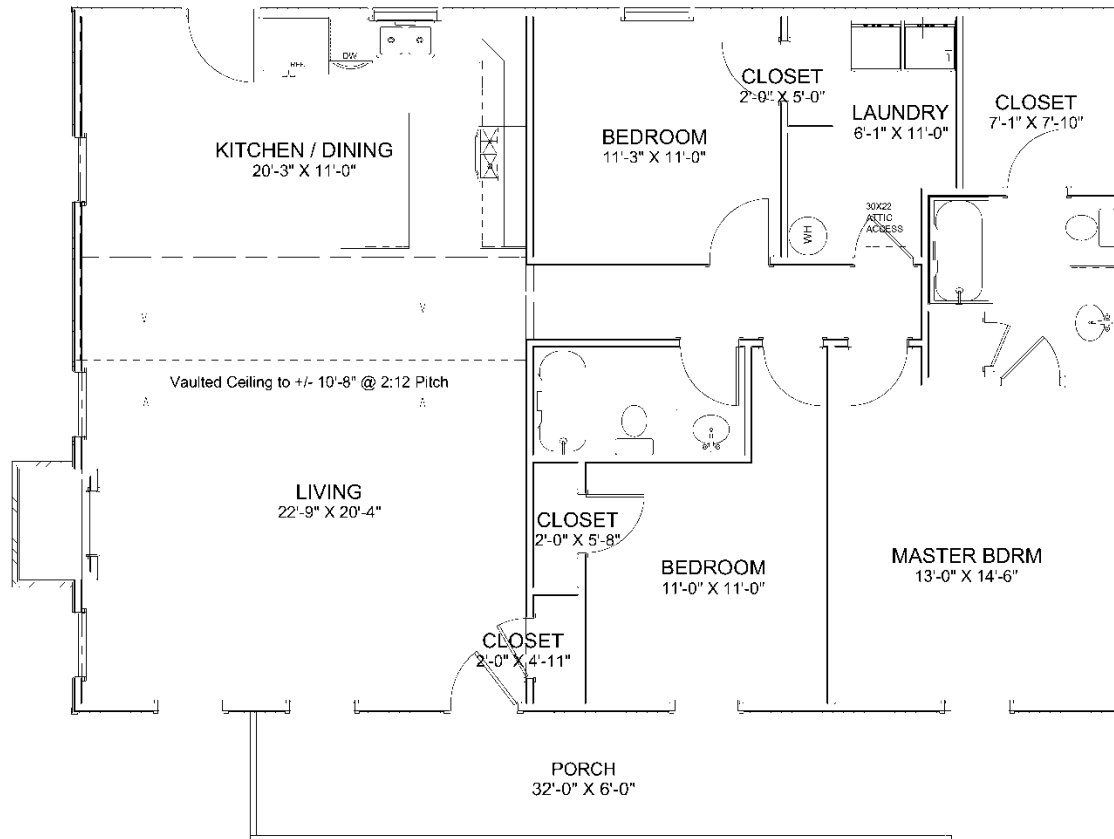 REF.
DW
KITCHEN / DINING
20'-3" X 11'-0"
BEDROOM
11'-3" X 11'-0"
CLOSET
2'-0" X 5'-0"
LAUNDRY
6'-1" X 11'-0"
CLOSET
7'-1" X 7'-10"
WH
30X22
ATTIC
ACCESS
Vaulted Ceiling to +/- 10'-8" @ 2:12 Pitch
LIVING
22'-9" X 20'-4"
CLOSET
2'-0" X 5'-8"
BEDROOM
11'-0" X 11'-0"
MASTER BDRM
13'-0" X 14'-6"
CLOSET
2'-0" X 4'-11"
PORCH
32'-0" X 6'-0"